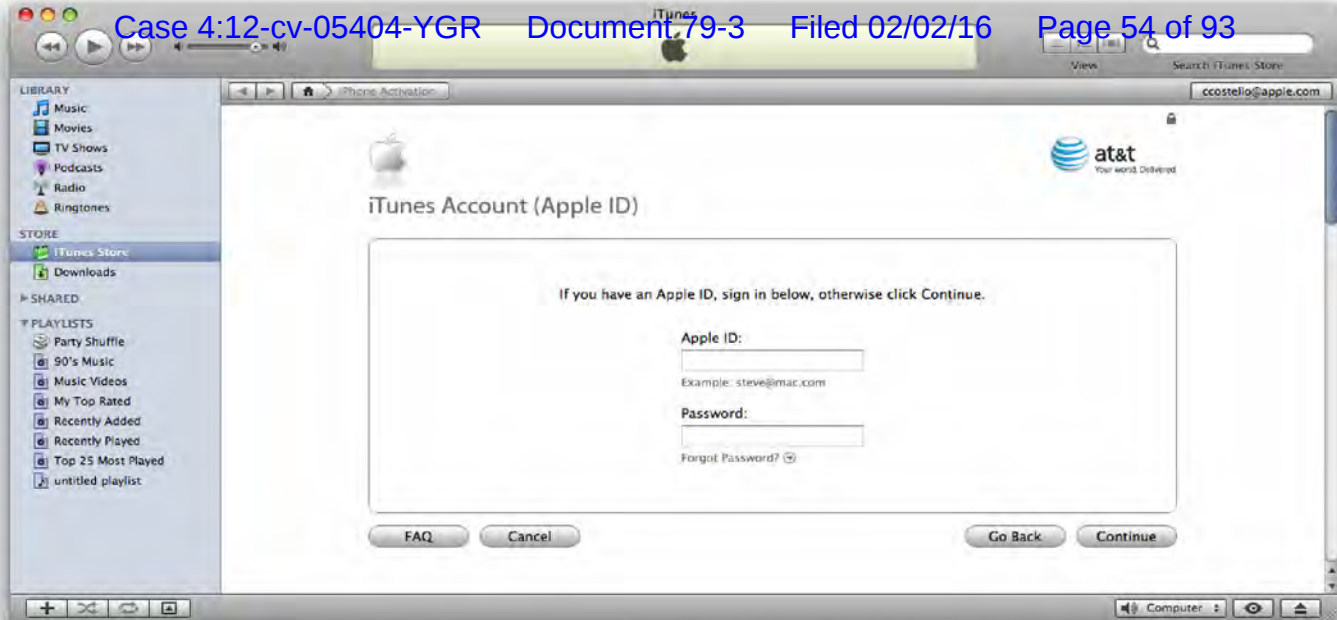 iTunes
Case 4:12-cv-05404-YGR Document 79-3 Filed 02/02/16 Page 54 of 93
View
Search iTunes Store
LIBRARY
Music
Movies
TV Shows
Podcasts
Radio
Ringtones
STORE
iTunes Store
Downloads
SHARED
PLAYLISTS
Party Shuffle
90's Music
Music Videos
My Top Rated
Recently Added
Recently Played
Top 25 Most Played
untitled playlist
iPhone Activation
ccostello@apple.com
at&t
Your world. Delivered.
iTunes Account (Apple ID)
If you have an Apple ID, sign in below, otherwise click Continue.
Apple ID:
Example: steve@mac.com
Password:
Forgot Password?
FAQ Cancel Go Back Continue
Computer